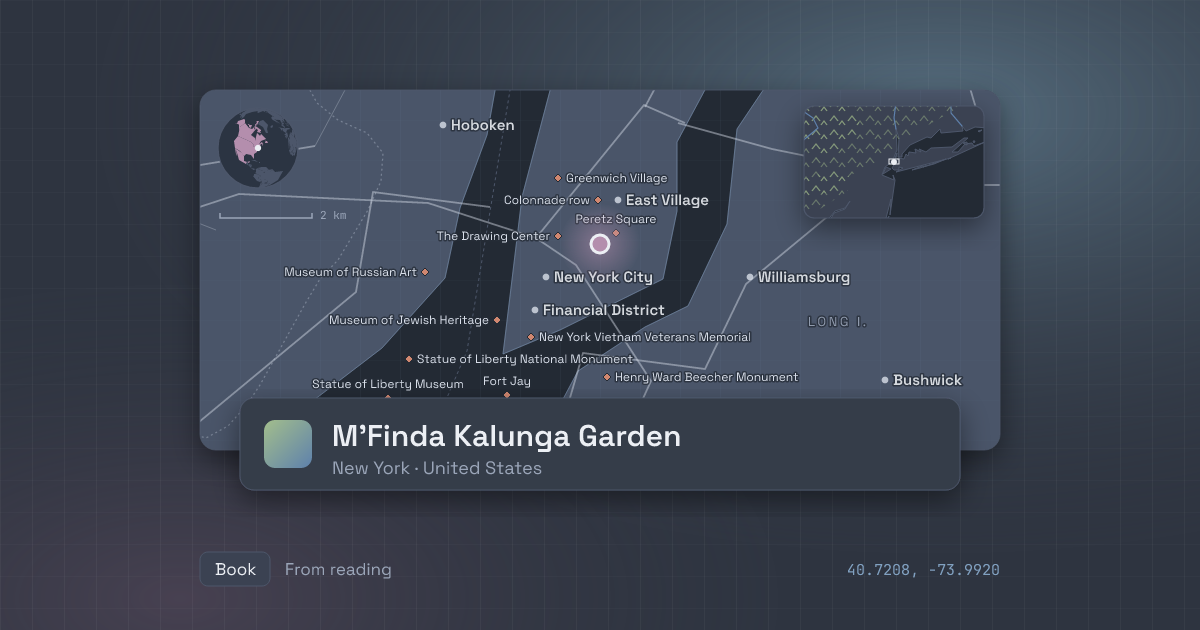 Hoboken
Greenwich Village
Colonnade row
East Village
Peretz Square
The Drawing Center
2 km
Museum of Russian Art
New York City
Williamsburg
Financial District
LONG I.
Museum of Jewish Heritage
New York Vietnam Veterans Memorial
Statue of Liberty National Monument
Henry Ward Beecher Monument
Fort Jay
Statue of Liberty Museum
Bushwick
M’Finda Kalunga Garden
New York · United States
Book
From reading
40.7208, -73.9920